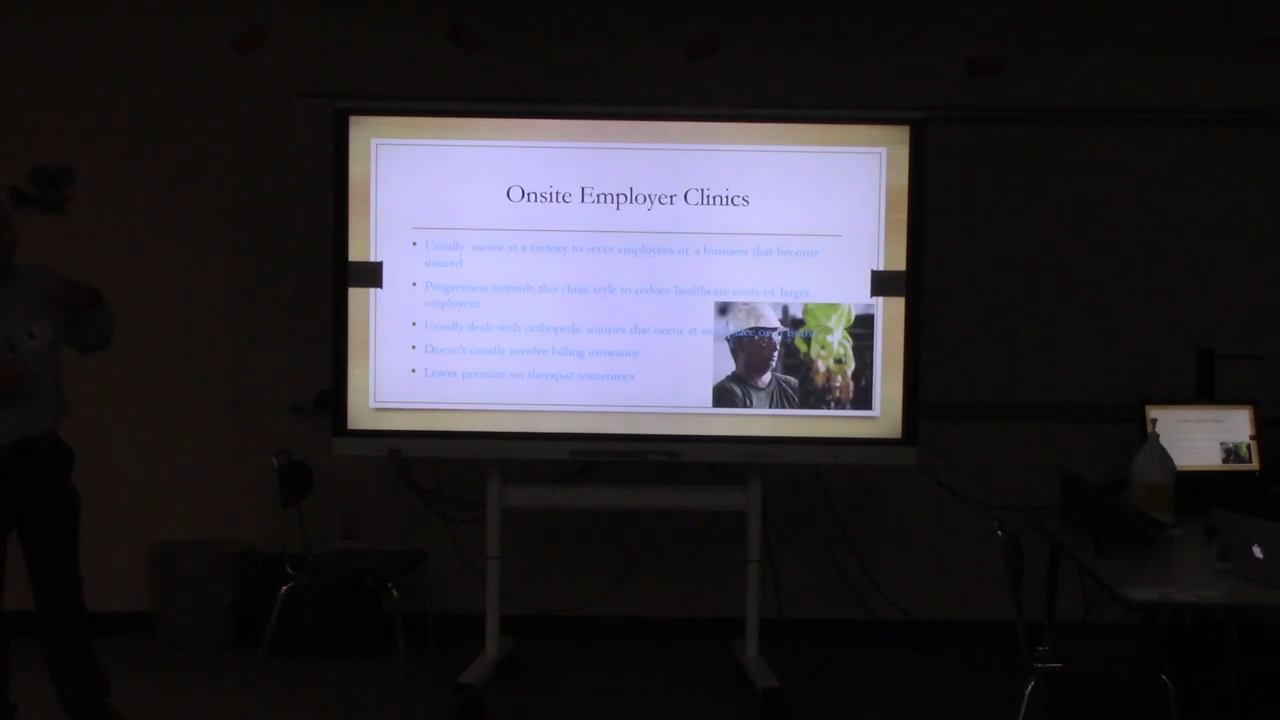 Onsite Employer Clinics
Usually onsite at a factory to serve employees of a business that become
injured
Progression towards this clinic style to reduce healthcare costs of larger
employers
Usually deals with orthopedic injuries that occur at
Doesn't usually involve billing insurance
Lower pressure on therapist sometimes